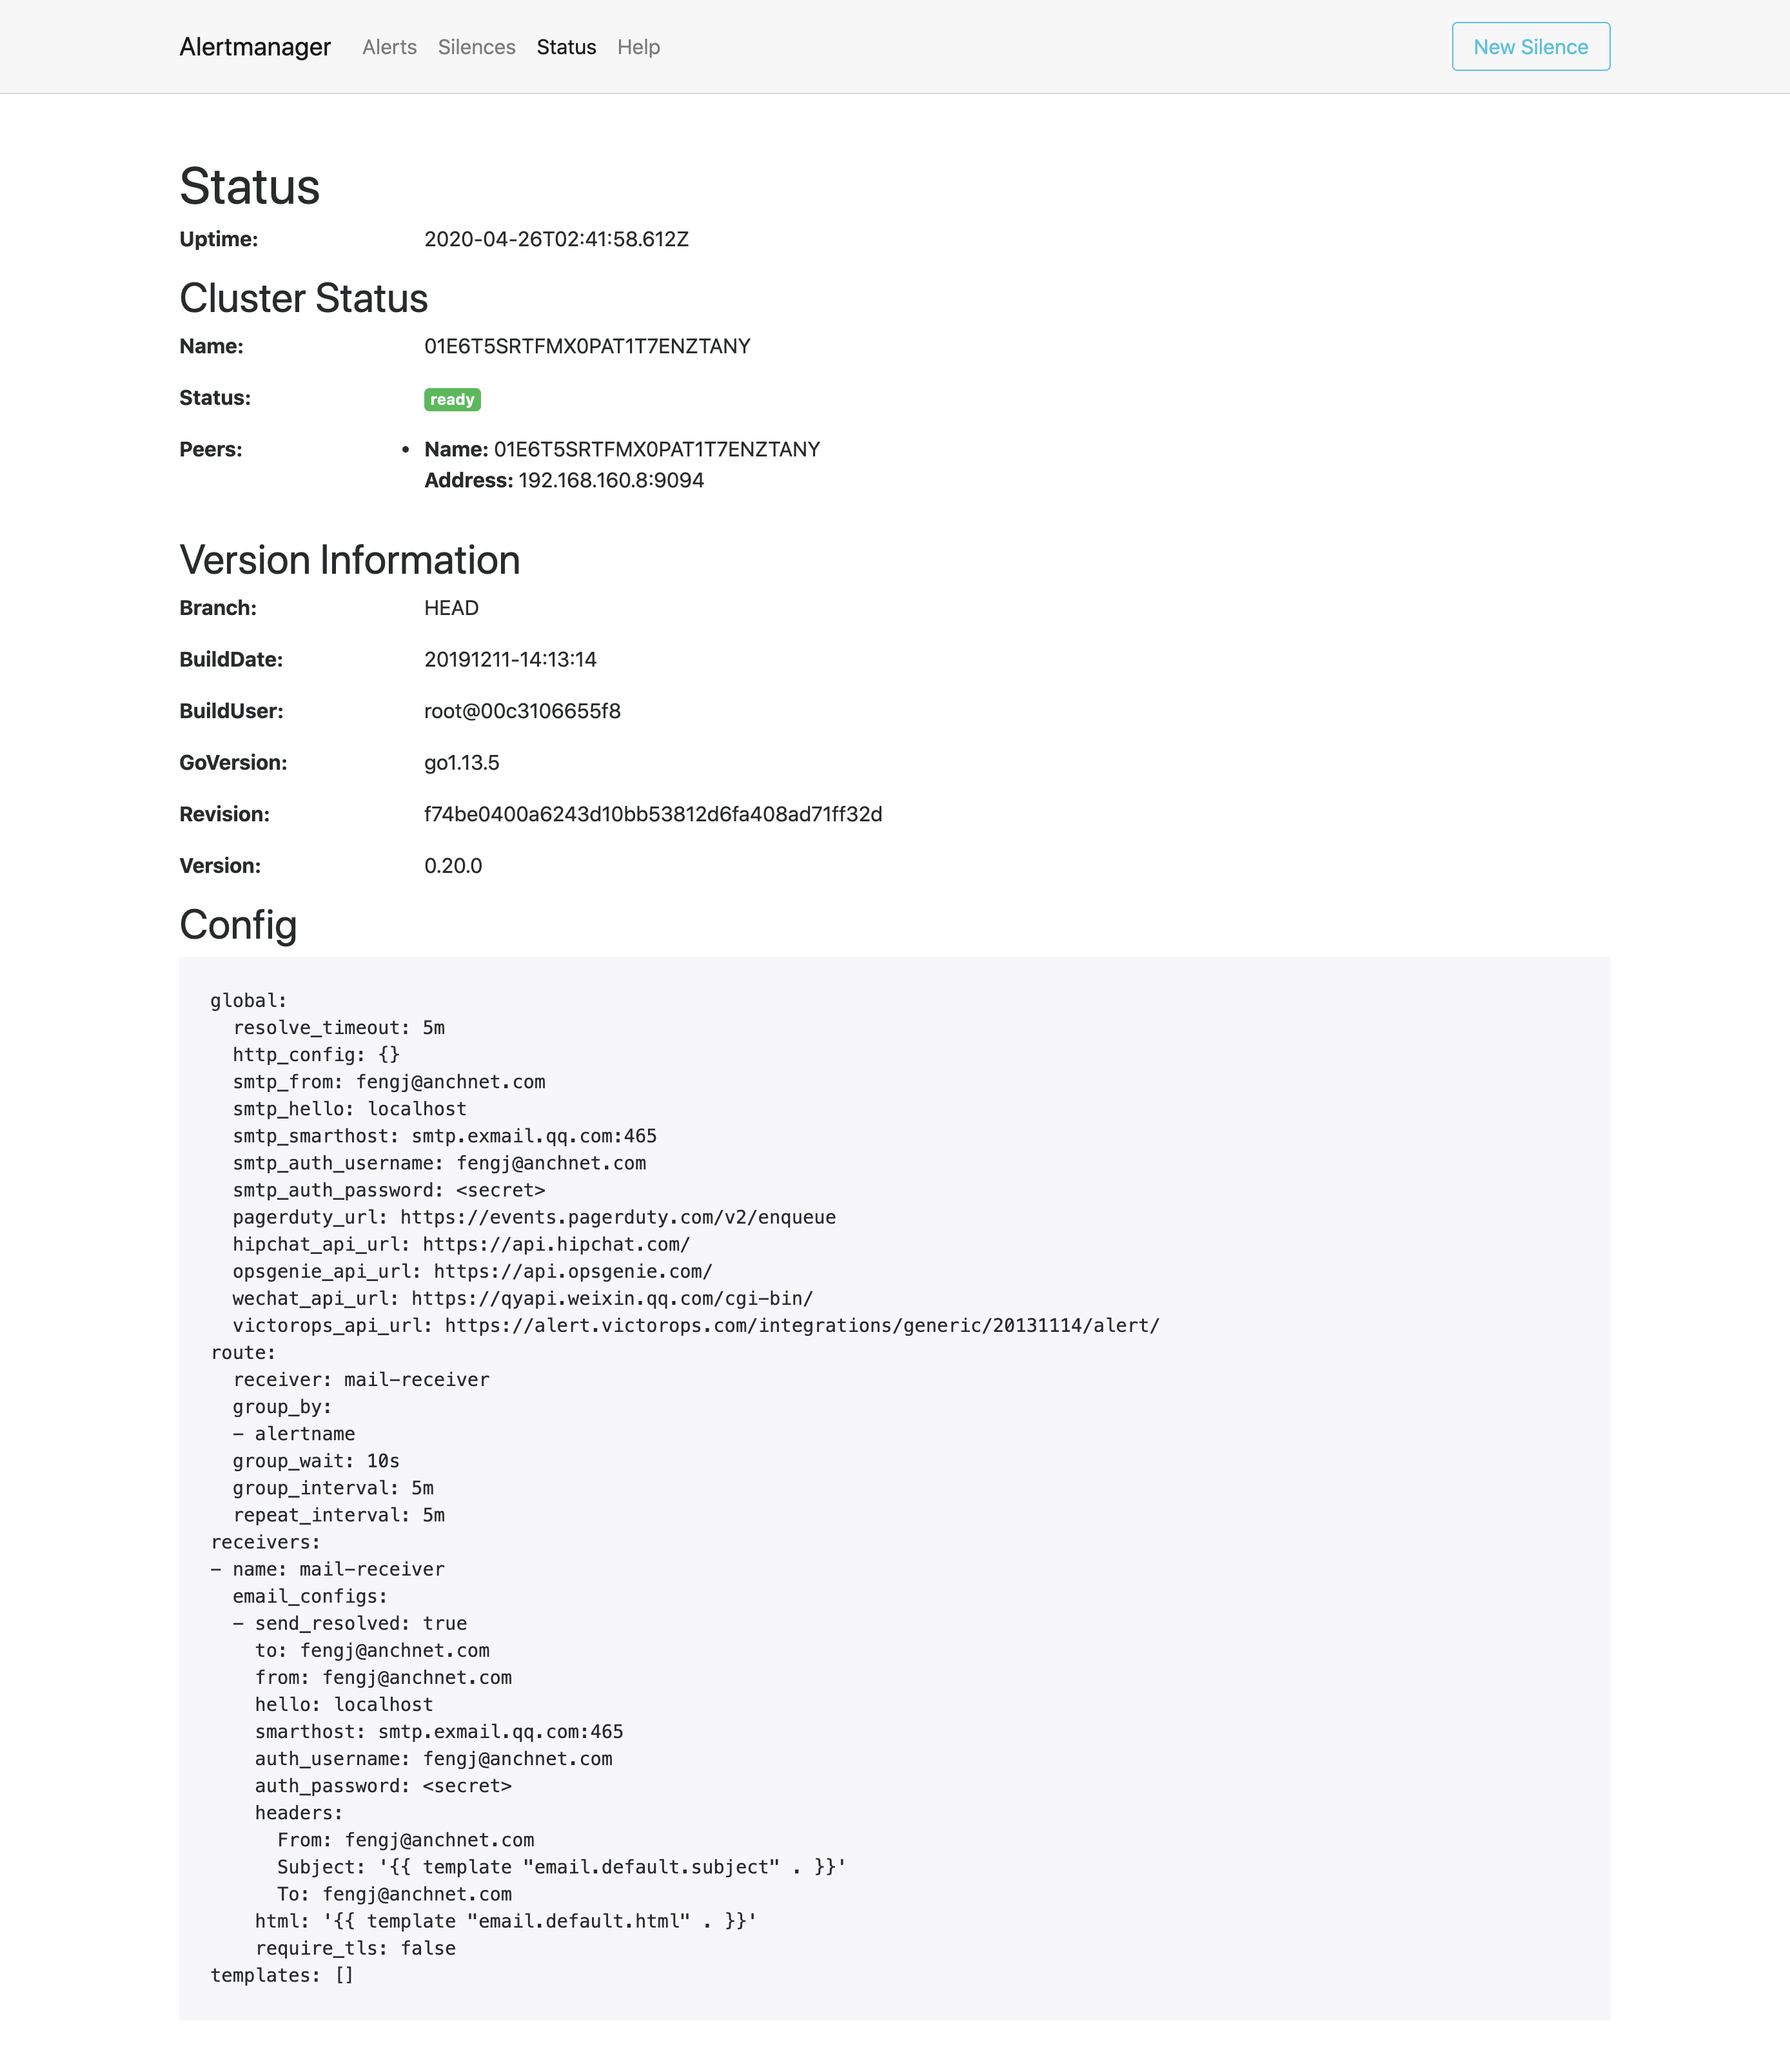 Alertmanager Alerts Silences Status Help New Silence
Status
Uptime: 2020-04-26T02:41:58.612Z
Cluster Status
Name: 01E6T5SRTFMX0PAT1T7ENZTANY
Status: ready
Peers: • Name: 01E6T5SRTFMX0PAT1T7ENZTANY
Address: 192.168.160.8:9094
Version Information
Branch: HEAD
BuildDate: 20191211-14:13:14
BuildUser: root@00c3106655f8
GoVersion: go1.13.5
Revision: f74be0400a6243d10bb53812d6fa408ad71ff32d
Version: 0.20.0
Config
global:
  resolve_timeout: 5m
  http_config: {}
  smtp_from: fengj@anchnet.com
  smtp_hello: localhost
  smtp_smarthost: smtp.exmail.qq.com:465
  smtp_auth_username: fengj@anchnet.com
  smtp_auth_password: <secret>
  pagerduty_url: https://events.pagerduty.com/v2/enqueue
  hipchat_api_url: https://api.hipchat.com/
  opsgenie_api_url: https://api.opsgenie.com/
  wechat_api_url: https://qyapi.weixin.qq.com/cgi-bin/
  victorops_api_url: https://alert.victorops.com/integrations/generic/20131114/alert/
route:
  receiver: mail-receiver
  group_by:
  - alertname
  group_wait: 10s
  group_interval: 5m
  repeat_interval: 5m
receivers:
- name: mail-receiver
  email_configs:
  - send_resolved: true
    to: fengj@anchnet.com
    from: fengj@anchnet.com
    hello: localhost
    smarthost: smtp.exmail.qq.com:465
    auth_username: fengj@anchnet.com
    auth_password: <secret>
    headers:
      From: fengj@anchnet.com
      Subject: '{{ template "email.default.subject" . }}'
      To: fengj@anchnet.com
    html: '{{ template "email.default.html" . }}'
    require_tls: false
templates: []